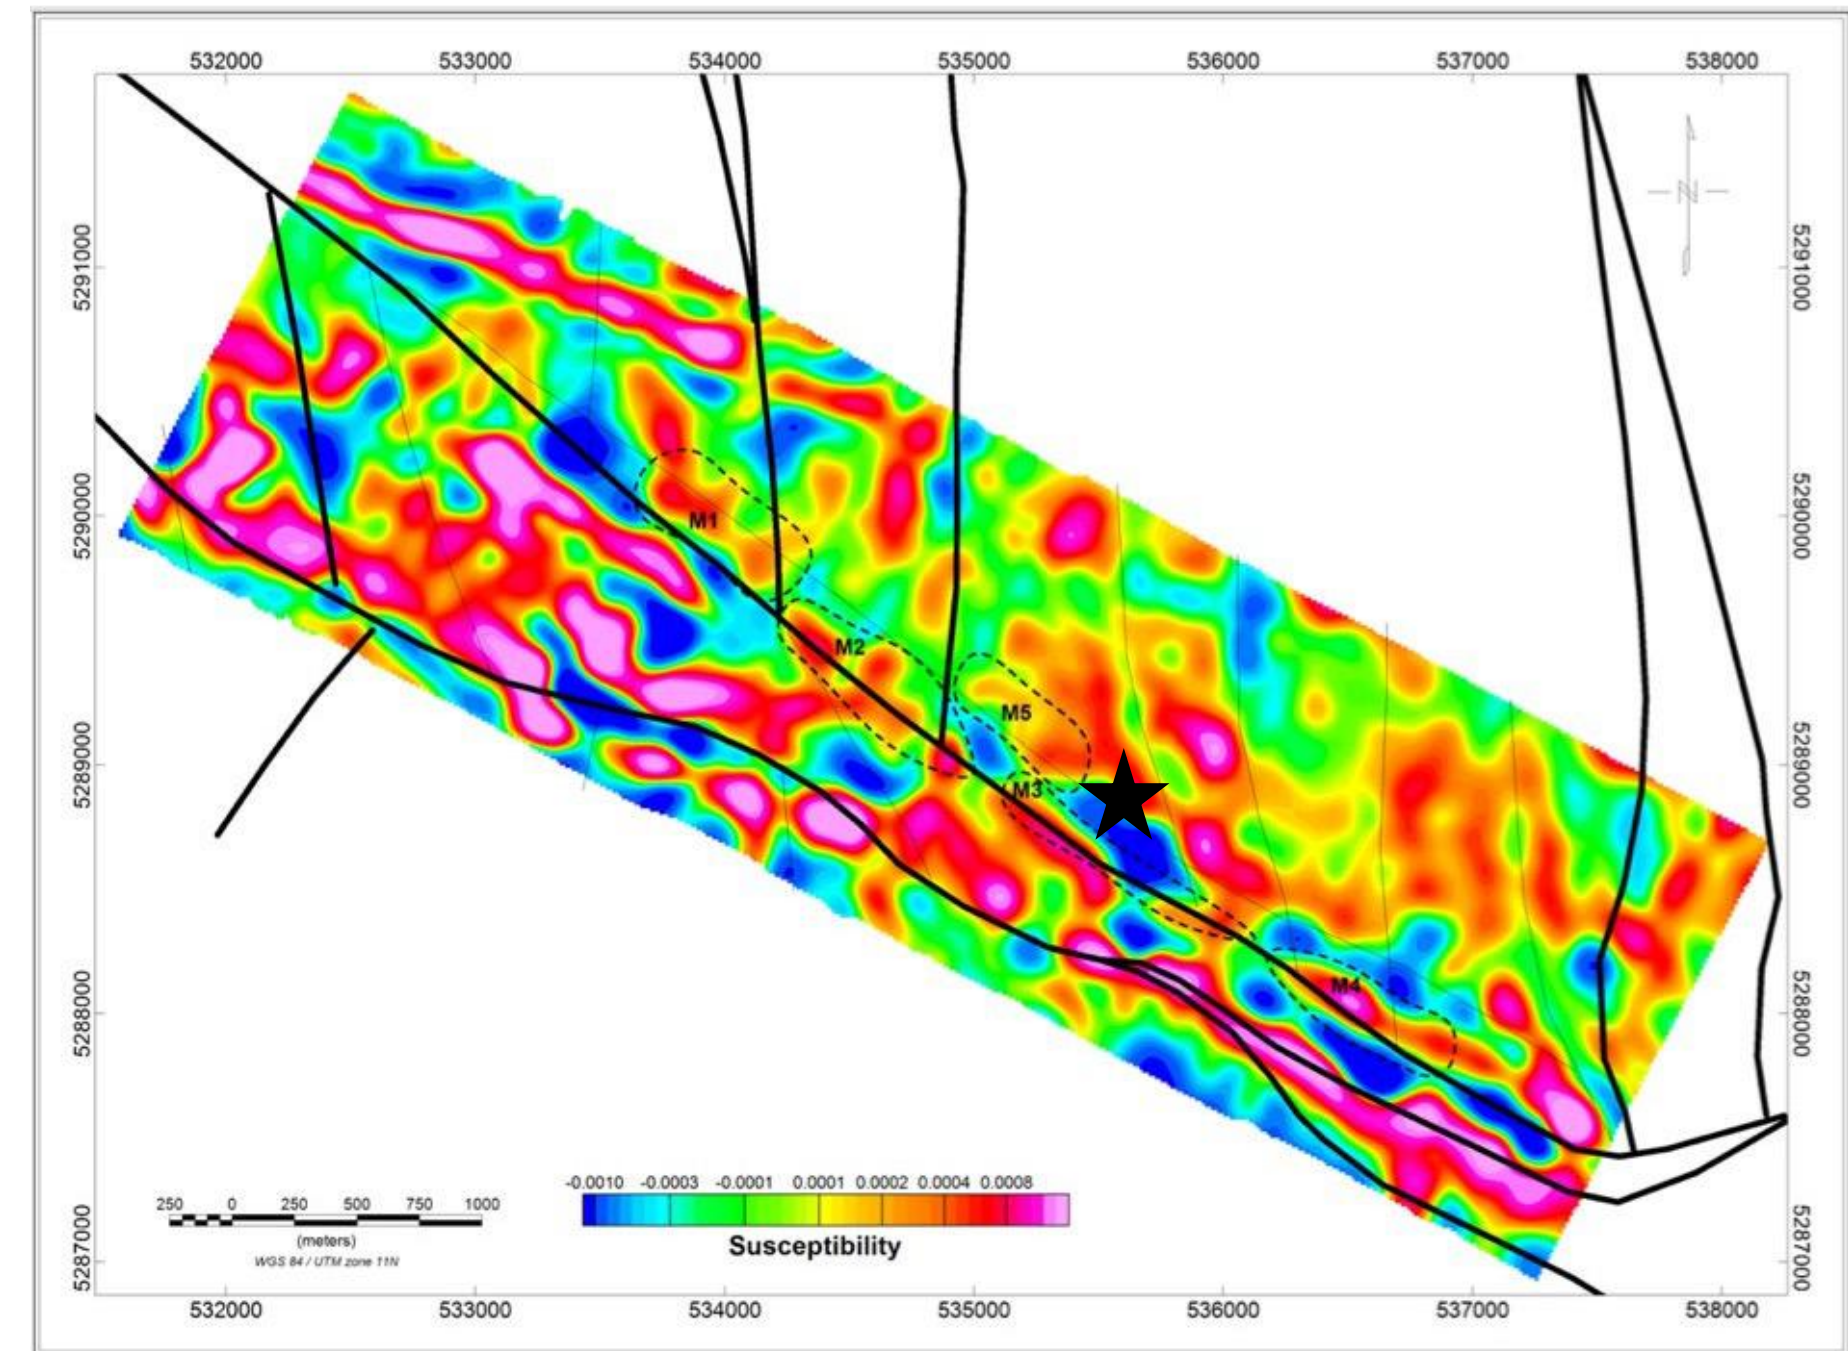 532000 533000 534000 535000 536000 537000 538000
5291000 5291000
5290000 5290000
M1
M2
M5
5289000 5289000
M3
M4
5288000 5288000
5287000 5287000
N
-0.0010 -0.0003 -0.0001 0.0001 0.0002 0.0004 0.0008
Susceptibility
250 0 250 500 750 1000
(meters)
WGS 84 / UTM zone 11N
532000 533000 534000 535000 536000 537000 538000